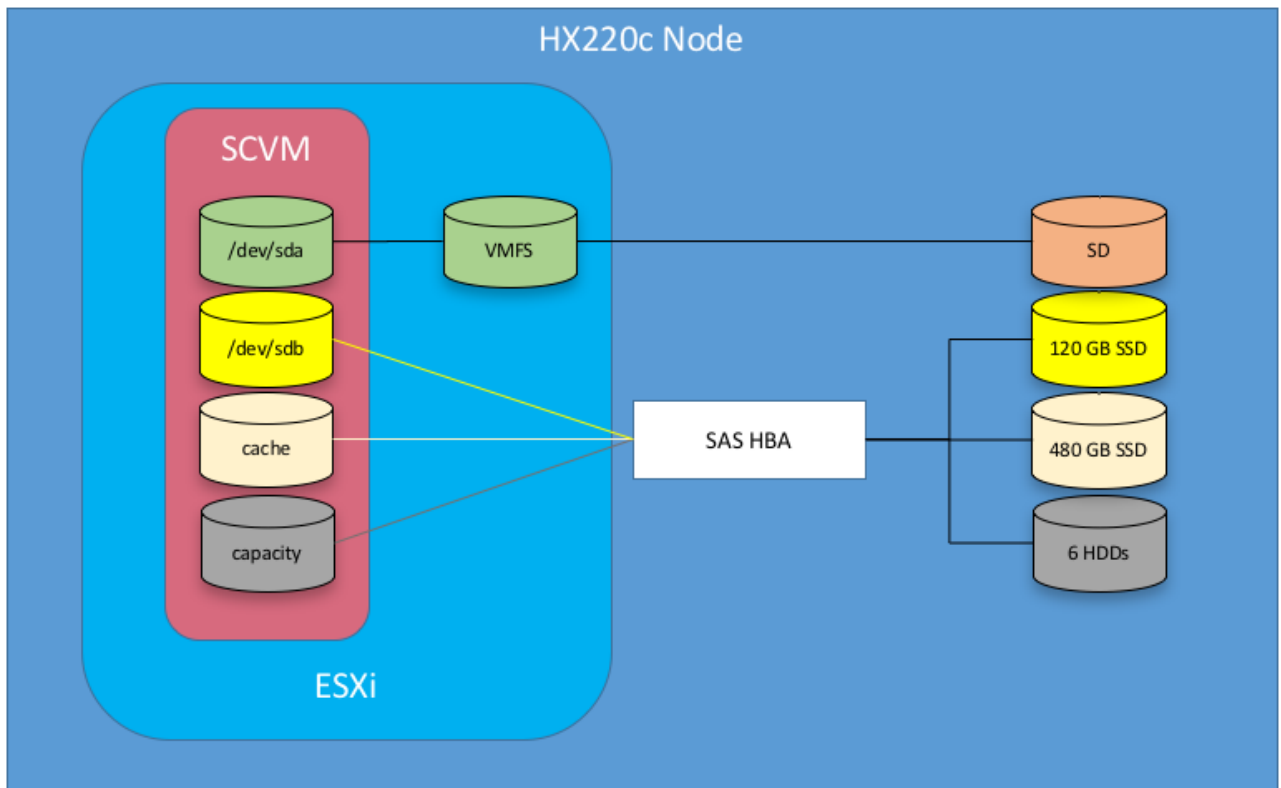 HX220c Node
SCVM
/dev/sda
VMFS
SD
/dev/sdb
120 GB SSD
cache
SAS HBA
480 GB SSD
capacity
6 HDDs
ESXi